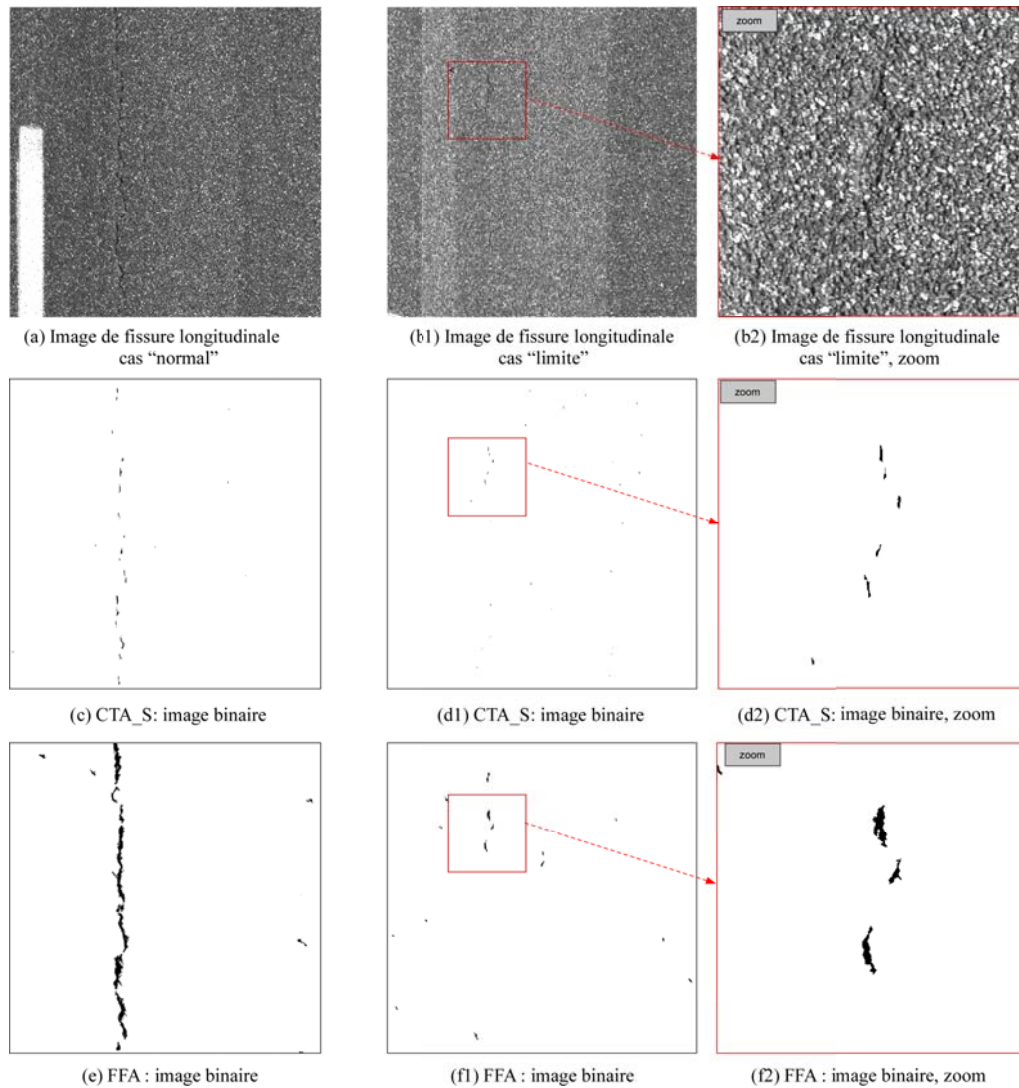 zoom
(a) Image de fissure longitudinale
cas “normal”
(b1) Image de fissure longitudinale
cas “limite”
(b2) Image de fissure longitudinale
cas “limite”, zoom
zoom
(c) CTA_S: image binaire
(d1) CTA_S: image binaire
(d2) CTA_S: image binaire, zoom
zoom
(e) FFA : image binaire
(f1) FFA : image binaire
(f2) FFA : image binaire, zoom